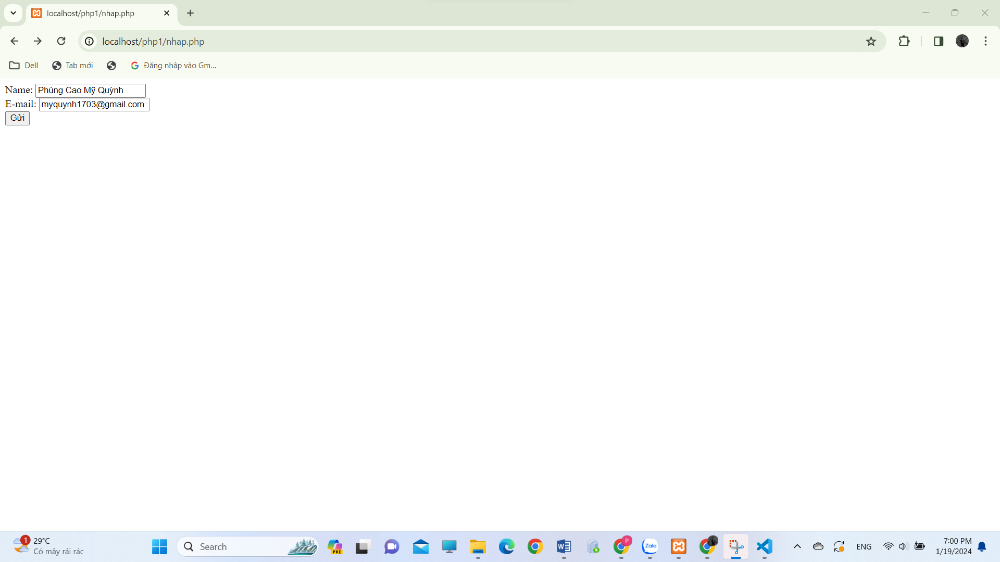 localhost/php1/nhap.php
localhost/php1/nhap.php
Dell Tab mới Đăng nhập vào Gm...
Name: Phùng Cao Mỹ Quỳnh
E-mail: myquynh1703@gmail.com
Gửi
1 29°C
Có mây rải rác
Search
PRE
P
Zalo
ENG
7:00 PM
1/19/2024